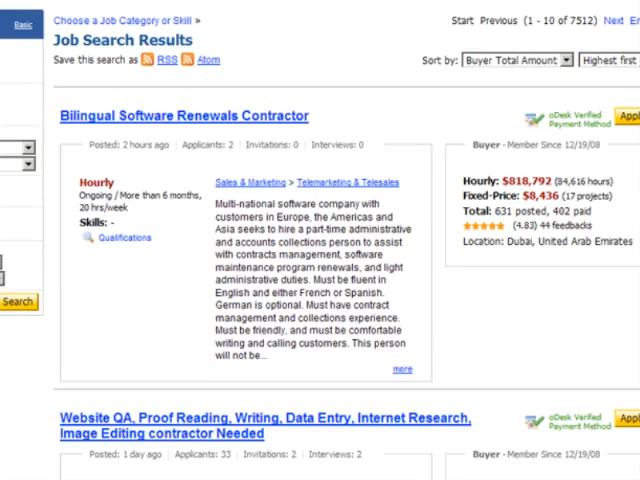 Basic
Choose a Job Category or Skill »
Start Previous (1 - 10 of 7512) Next
Job Search Results
Save this search as RSS Atom
Sort by: Buyer Total Amount Highest first
Bilingual Software Renewals Contractor
oDesk Verified
Payment Method
Posted: 2 hours ago | Applicants: 2 | Invitations: 0 | Interviews: 0
Buyer - Member Since 12/19/08
Hourly
Ongoing / More than 6 months,
20 hrs/week
Skills: -
Qualifications
Sales & Marketing > Telemarketing & Telesales
Multi-national software company with
customers in Europe, the Americas and
Asia seeks to hire a part-time administrative
and accounts collections person to assist
with contracts management, software
maintenance program renewals, and light
administrative duties. Must be fluent in
English and either French or Spanish.
German is optional. Must have contract
management and collections experience.
Must be friendly, and must be comfortable
writing and calling customers. This person
will not be...
more
Hourly: $818,792 (84,616 hours)
Fixed-Price: $8,436 (17 projects)
Total: 631 posted, 402 paid
(4.83) 44 feedbacks
Location: Dubai, United Arab Emirates
Search
Website QA, Proof Reading, Writing, Data Entry, Internet Research,
Image Editing contractor Needed
oDesk Verified
Payment Method
Posted: 1 day ago | Applicants: 33 | Invitations: 2 | Interviews: 2
Buyer - Member Since 12/19/08